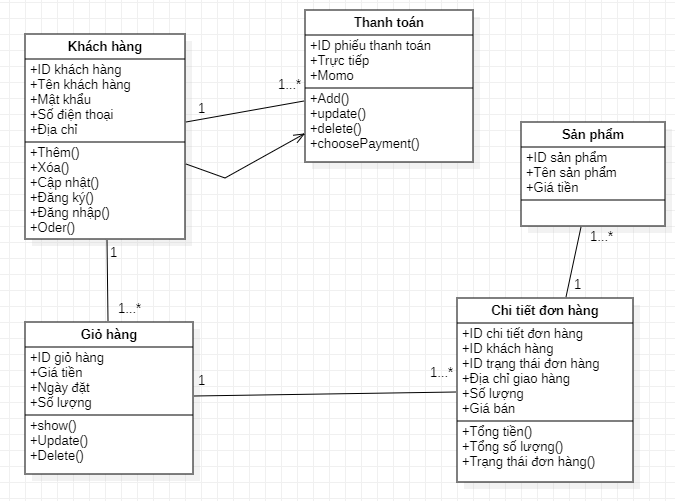 Khách hàng
+ID khách hàng
+Tên khách hàng
+Mật khẩu
+Số điện thoại
+Địa chỉ
+Thêm()
+Xóa()
+Cập nhật()
+Đăng ký()
+Đăng nhập()
+Oder()
Thanh toán
+ID phiếu thanh toán
+Trực tiếp
+Momo
+Add()
+update()
+delete()
+choosePayment()
1
1...*
Sản phẩm
+ID sản phẩm
+Tên sản phẩm
+Giá tiền
1...*
1
1
1...*
Giỏ hàng
+ID giỏ hàng
+Giá tiền
+Ngày đặt
+Số lượng
+show()
+Update()
+Delete()
1
1...*
Chi tiết đơn hàng
+ID chi tiết đơn hàng
+ID khách hàng
+ID trạng thái đơn hàng
+Địa chỉ giao hàng
+Số lượng
+Giá bán
+Tổng tiền()
+Tổng số lượng()
+Trạng thái đơn hàng()